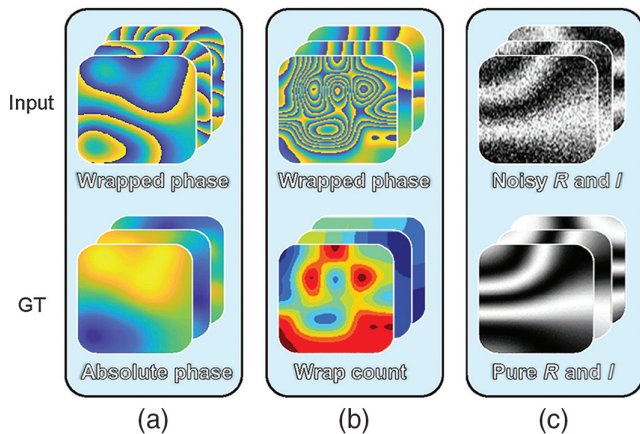 Input
Wrapped phase
Wrapped phase
Noisy R and I
GT
Absolute phase
Wrap count
Pure R and I
(a)
(b)
(c)